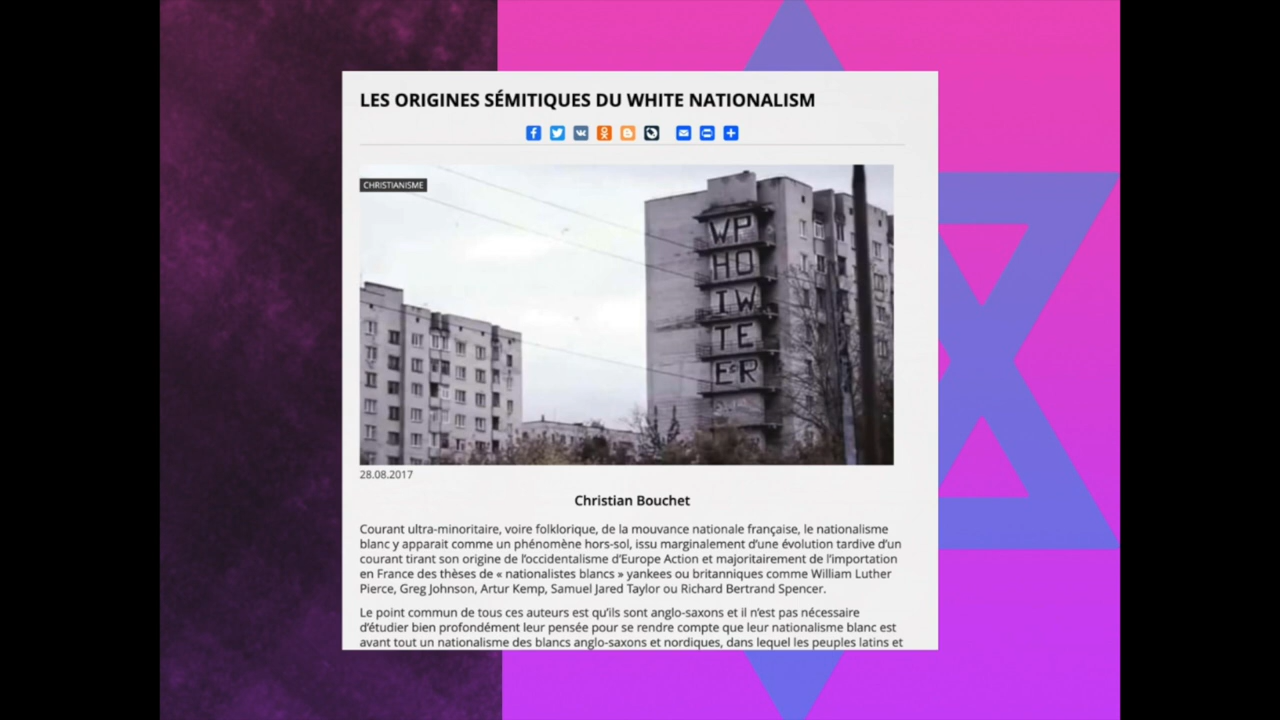 LES ORIGINES SÉMITIQUES DU WHITE NATIONALISM
CHRISTIANISME
WP
HO
IW
TE
ER
28.08.2017
Christian Bouchet
Courant ultra-minoritaire, voire folklorique, de la mouvance nationale française, le nationalisme
blanc y apparait comme un phénomène hors-sol, issu marginalement d'une évolution tardive d'un
courant tirant son origine de l'occidentalisme d'Europe Action et majoritairement de l'importation
en France des thèses de « nationalistes blancs » yankees ou britanniques comme William Luther
Pierce, Greg Johnson, Artur Kemp, Samuel Jared Taylor ou Richard Bertrand Spencer.
Le point commun de tous ces auteurs est qu'ils sont anglo-saxons et il n'est pas nécessaire
d'étudier bien profondément leur pensée pour se rendre compte que leur nationalisme blanc est
avant tout un nationalisme des blancs anglo-saxons et nordiques, dans lequel les peuples latins et